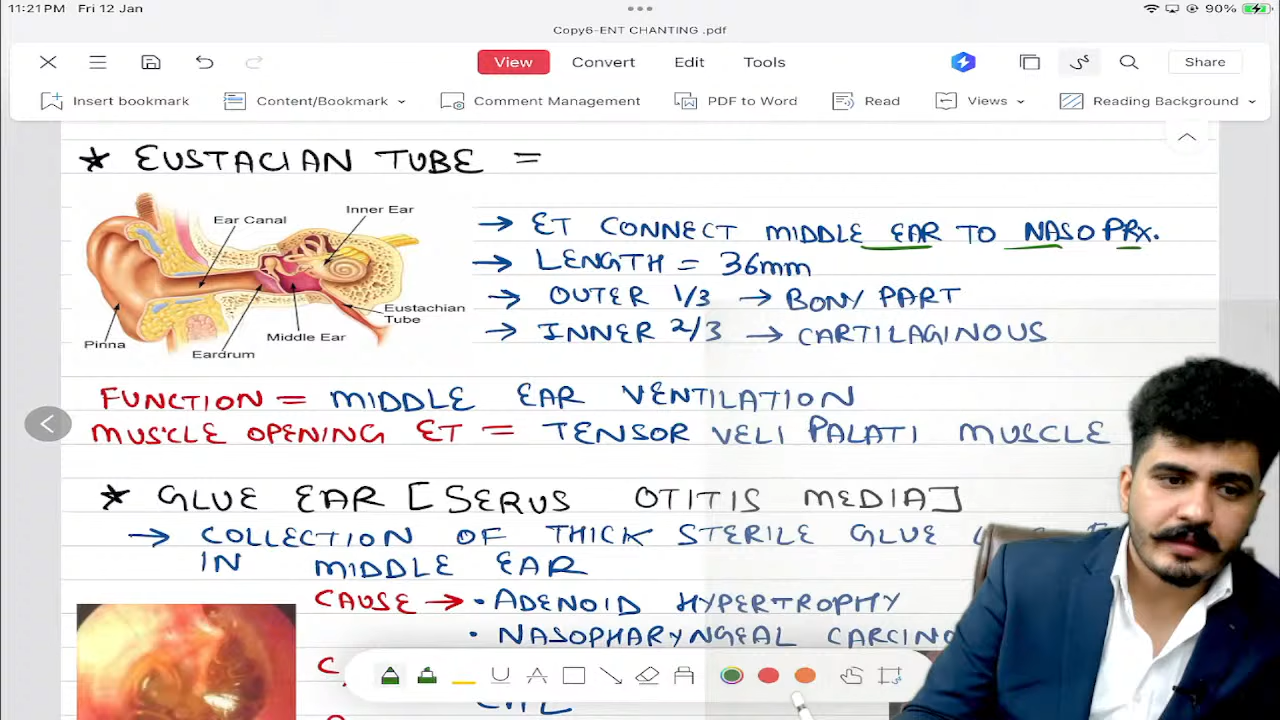 11:21PM Fri 12 Jan
90%
Copy6-ENT CHANTING .pdf
View Convert Edit Tools
Share
Insert bookmark Content/Bookmark Comment Management PDF to Word Read Views Reading Background
★ EUSTACIAN TUBE =
Ear Canal
Inner Ear
Eustachian
Tube
Middle Ear
Pinna
Eardrum
→ ET CONNECT MIDDLE EAR TO NASOPRX.
→ LENGTH = 36mm
→ OUTER 1/3 → BONY PART
→ INNER 2/3 → CARTILAGINOUS
FUNCTION = MIDDLE EAR VENTILATION
MUSCLE OPENING ET = TENSOR VELI PALATI MUSCLE
★ GLUE EAR [SERUS OTITIS MEDIA]
→ COLLECTION OF THICK STERILE GLUE
IN MIDDLE EAR
CAUSE → • ADENOID HYPERTROPHY
• NASOPHARYNGEAL CARCINO